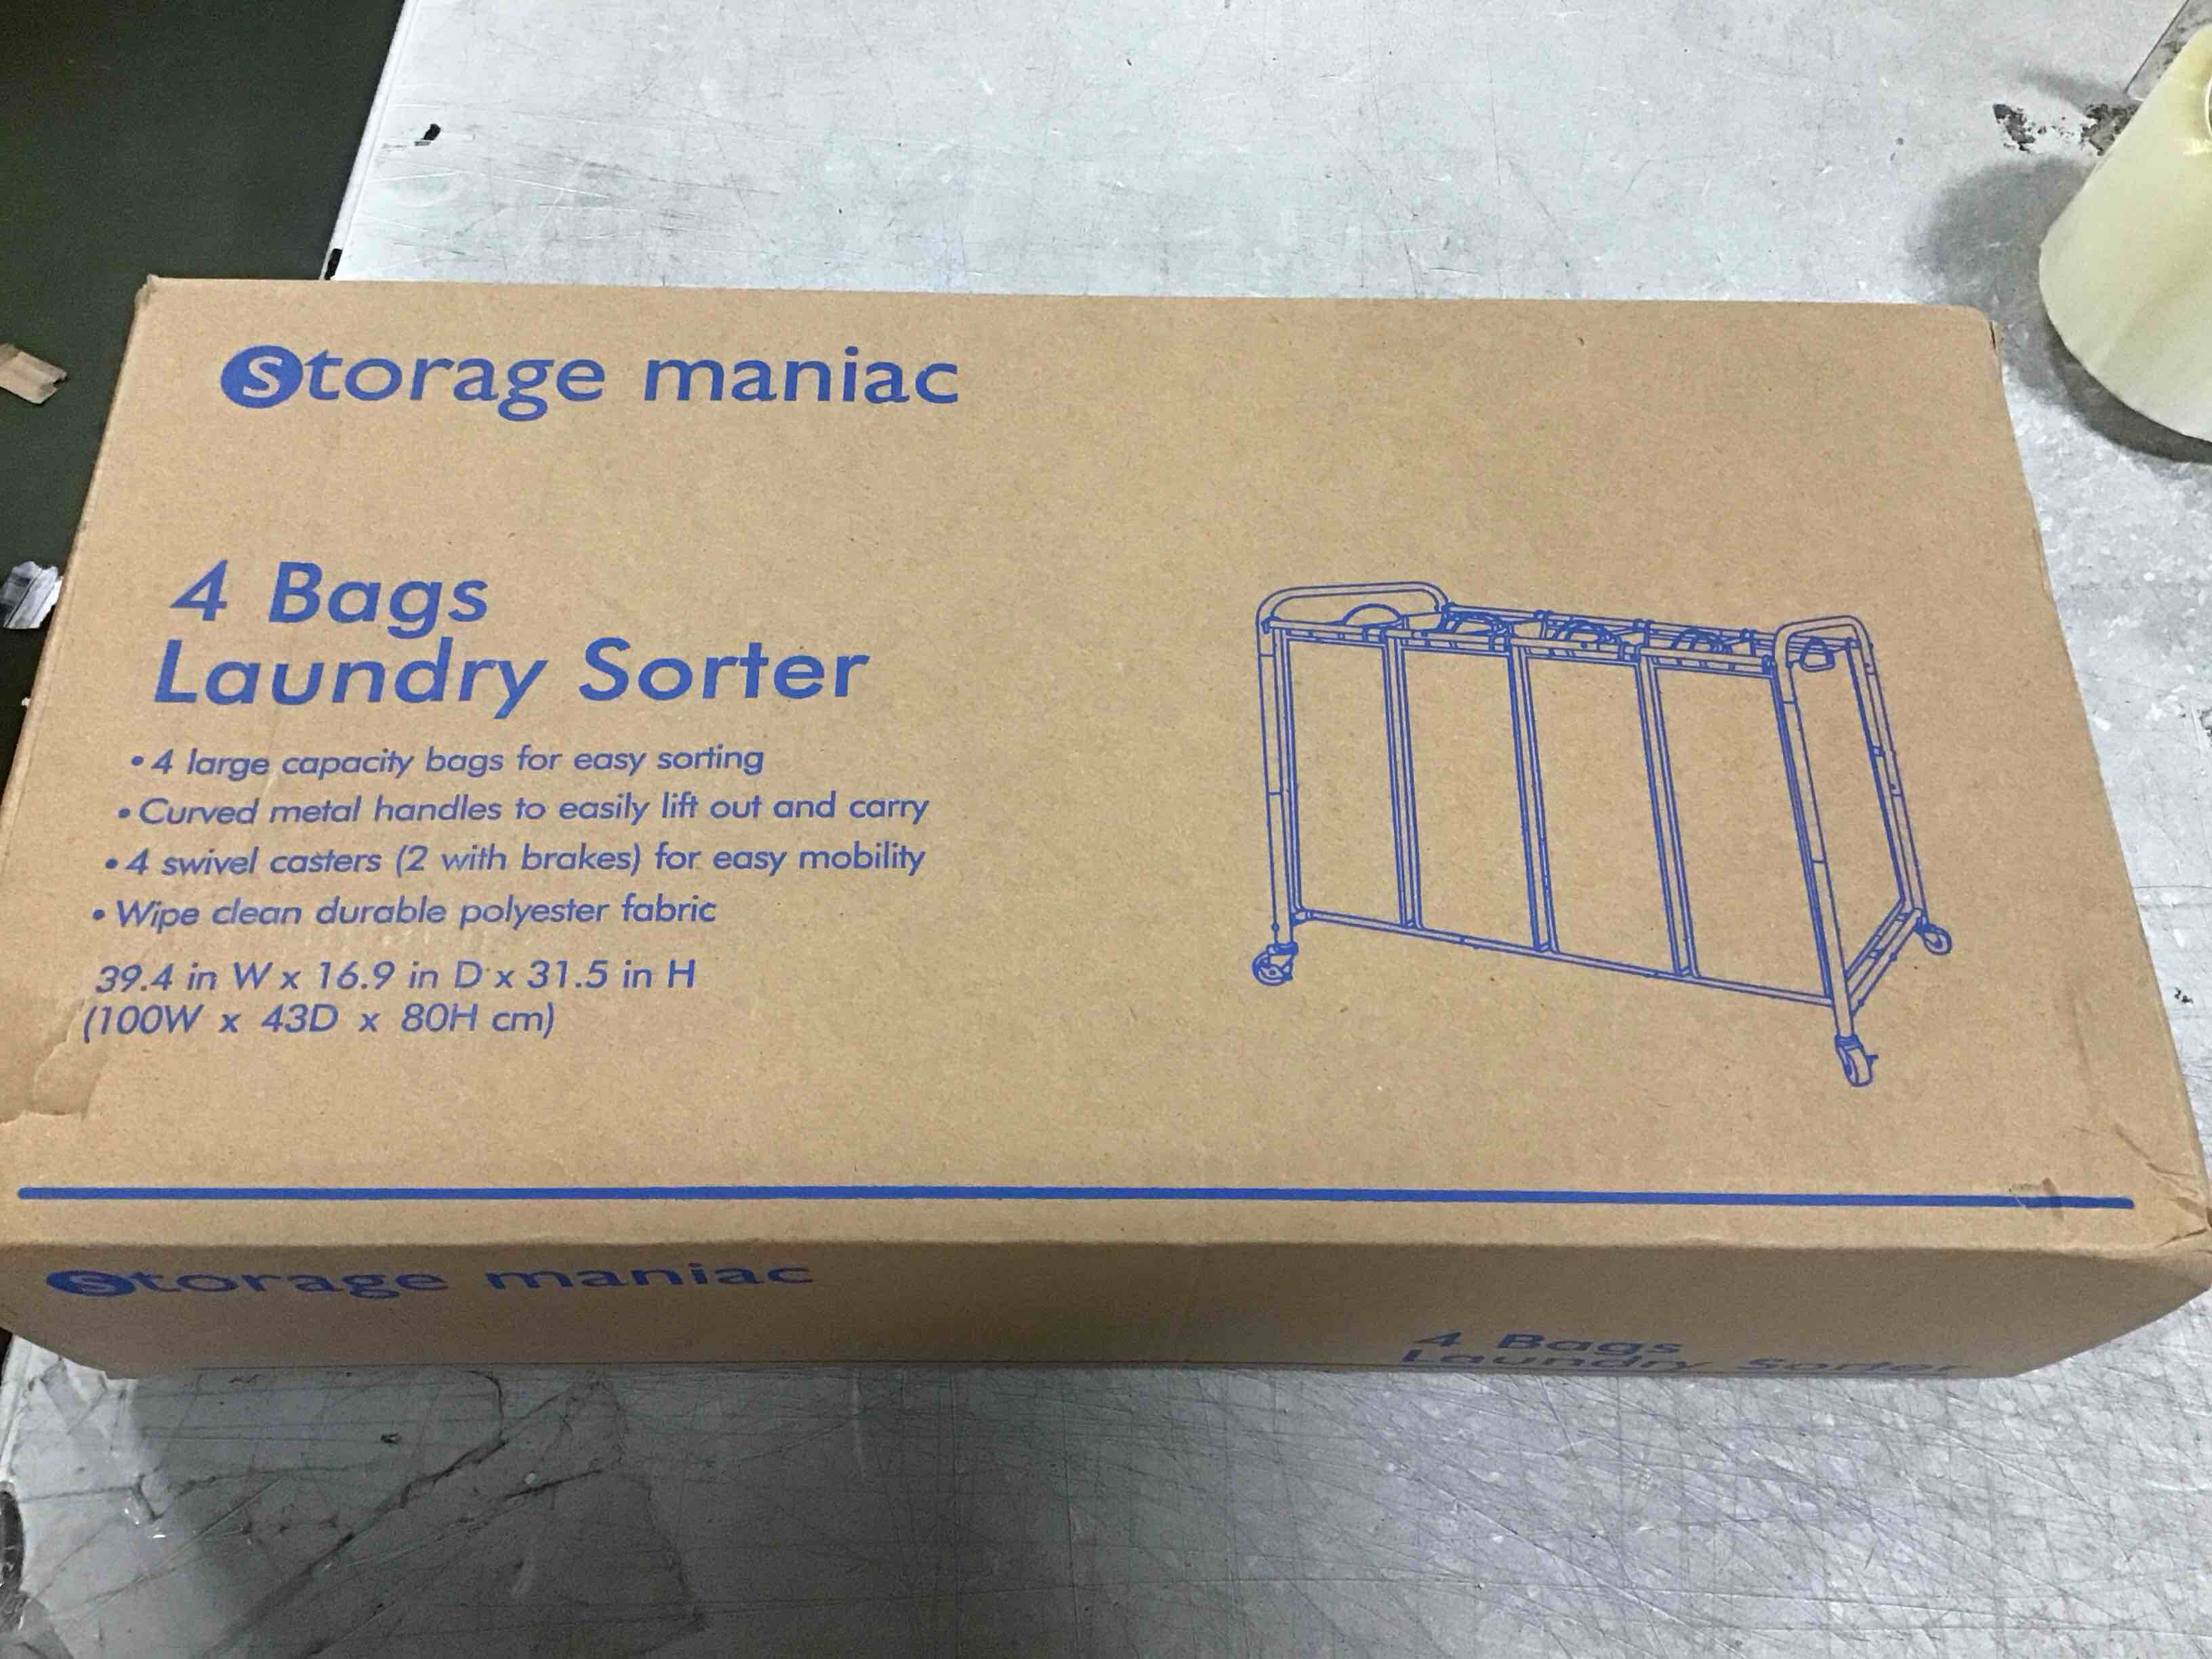 storage maniac
4 Bags
Laundry Sorter
• 4 large capacity bags for easy sorting
• Curved metal handles to easily lift out and carry
• 4 swivel casters (2 with brakes) for easy mobility
• Wipe clean durable polyester fabric
39.4 in W x 16.9 in D x 31.5 in H
(100W x 43D x 80H cm)
storage maniac
4 Bags
Laundry Sorter